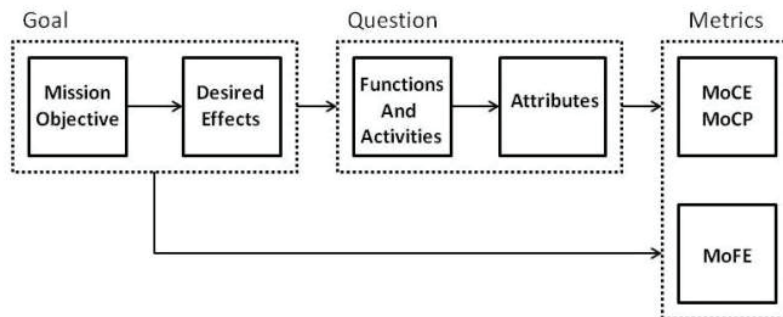 Goal
Question
Metrics
Mission
Objective
Desired
Effects
Functions
And
Activities
Attributes
MoCE
MoCP
MoFE